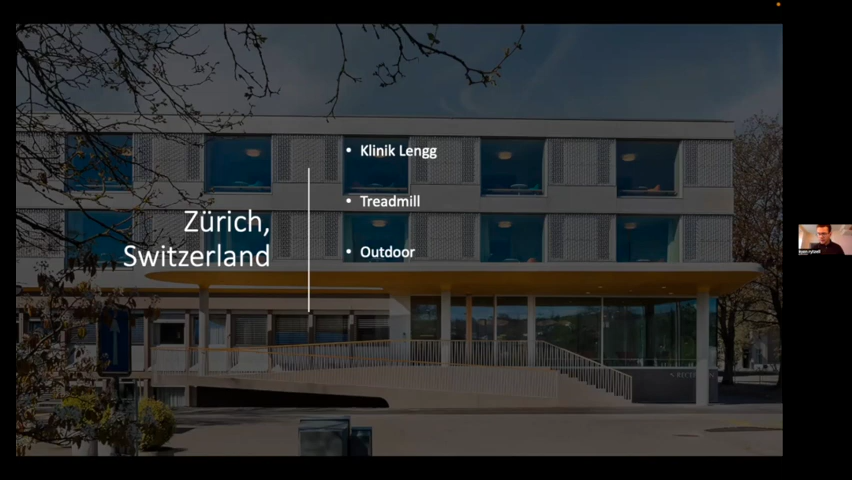 Zürich,
Switzerland
• Klinik Lengg
• Treadmill
• Outdoor